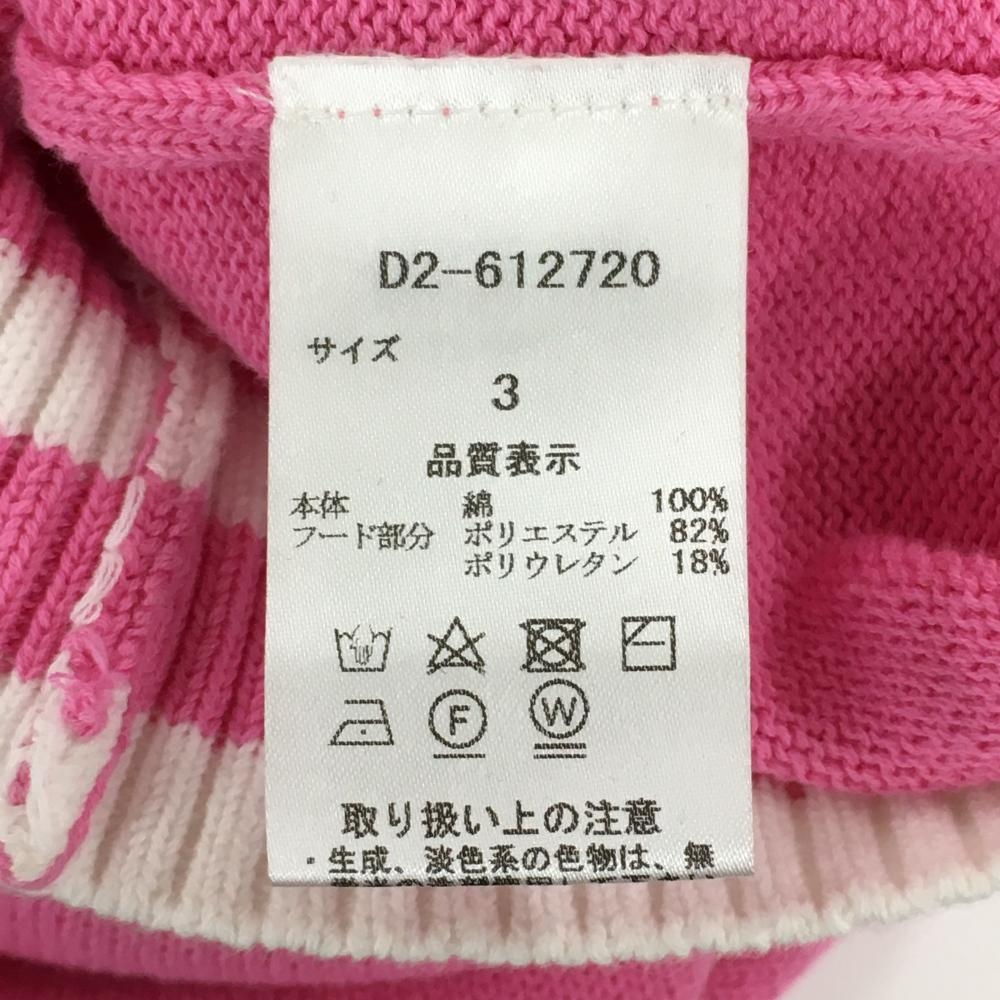 D2-612720
サイズ
3
品質表示
本体 綿 100%
フード部分 ポリエステル 82%
ポリウレタン 18%
F W
取り扱い上の注意
・生成、淡色系の色物は、無